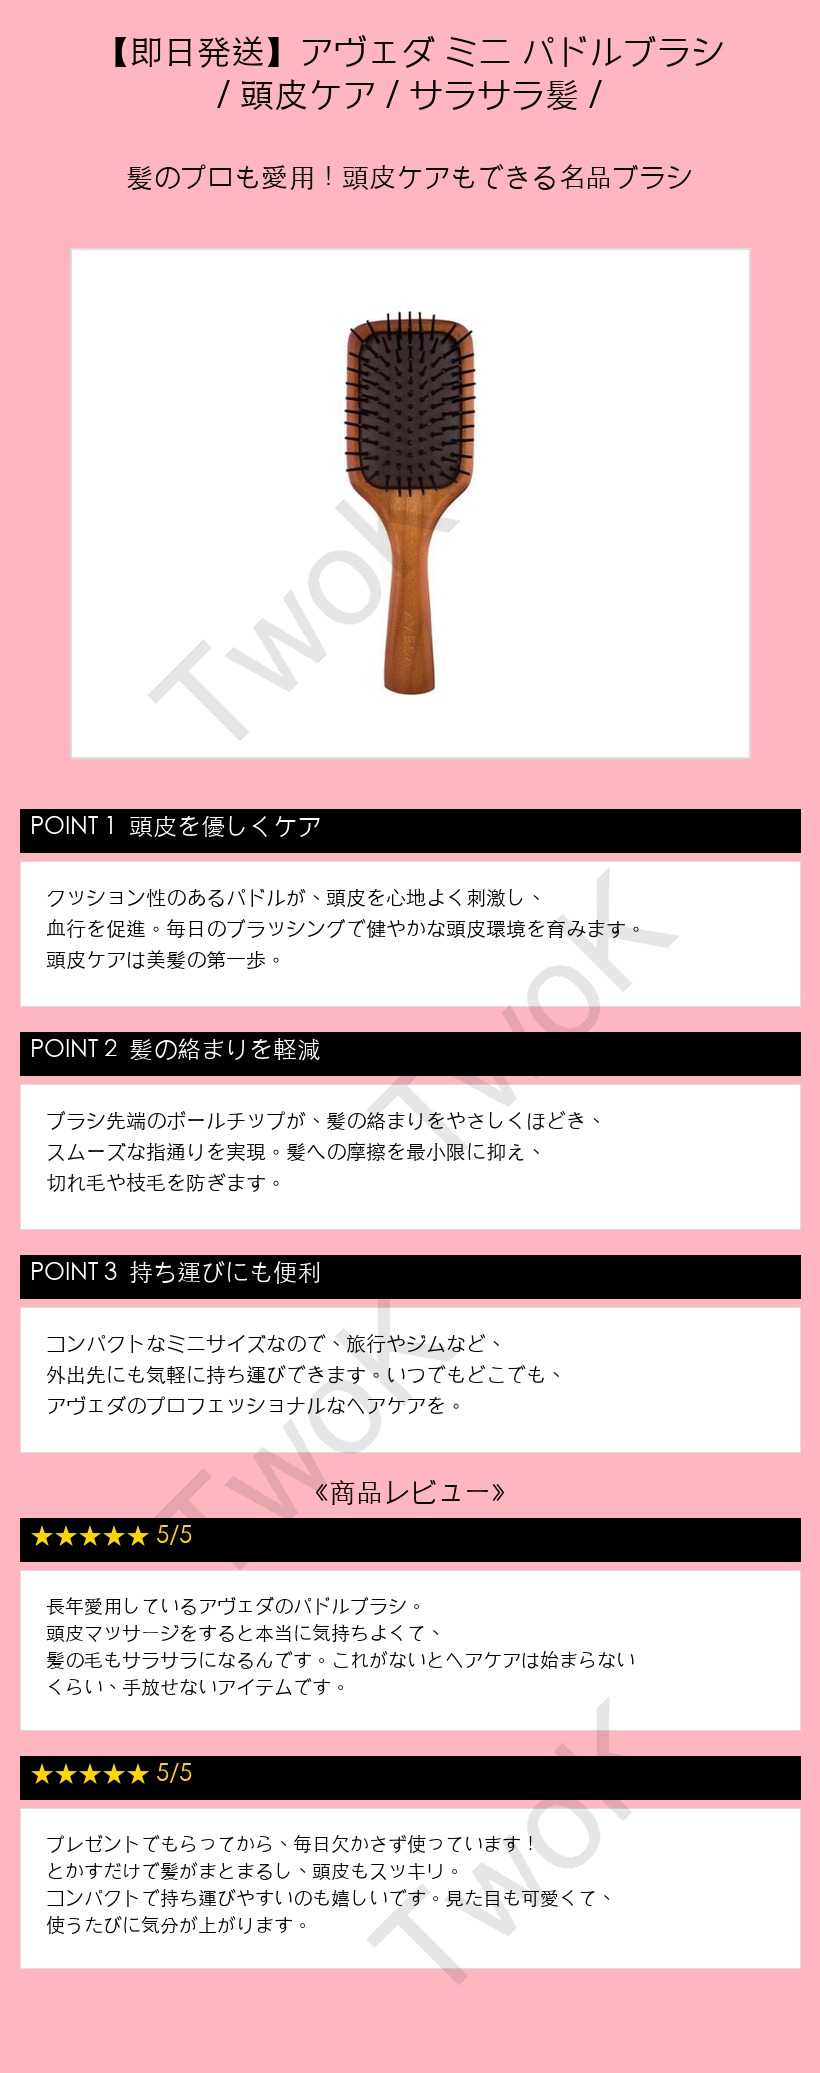 【即日発送】アヴェダ ミニ パドルブラシ
/ 頭皮ケア / サラサラ髪 /
髪のプロも愛用！頭皮ケアもできる名品ブラシ
AVEDA
TwoK
POINT 1 頭皮を優しくケア
クッション性のあるパドルが、頭皮を心地よく刺激し、
血行を促進。毎日のブラッシングで健やかな頭皮環境を育みます。
頭皮ケアは美髪の第一歩。
TwoK
POINT 2 髪の絡まりを軽減
ブラシ先端のボールチップが、髪の絡まりをやさしくほどき、
スムーズな指通りを実現。髪への摩擦を最小限に抑え、
切れ毛や枝毛を防ぎます。
POINT 3 持ち運びにも便利
コンパクトなミニサイズなので、旅行やジムなど、
外出先にも気軽に持ち運びできます。いつでもどこでも、
アヴェダのプロフェッショナルなヘアケアを。
TwoK
《商品レビュー》
★★★★★ 5/5
長年愛用しているアヴェダのパドルブラシ。
頭皮マッサージをすると本当に気持ちよくて、
髪の毛もサラサラになるんです。これがないとヘアケアは始まらない
くらい、手放せないアイテムです。
★★★★★ 5/5
プレゼントでもらってから、毎日欠かさず使っています！
とかすだけで髪がまとまるし、頭皮もスッキリ。
コンパクトで持ち運びやすいのも嬉しいです。見た目も可愛くて、
使うたびに気分が上がります。
TwoK